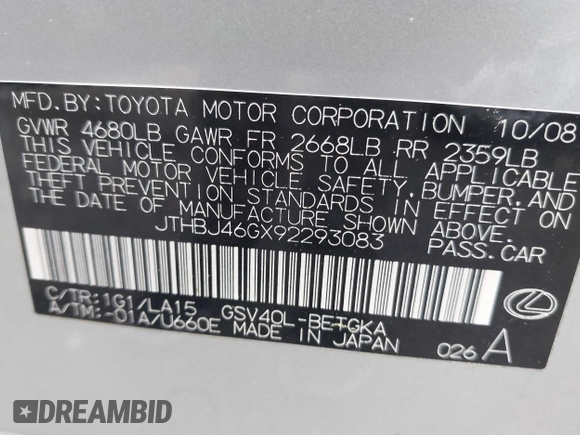 MFD.BY:TOYOTA MOTOR CORPORATION 10/08
GVWR 4680LB GAWR FR 2668LB RR 2359LB
THIS VEHICLE CONFORMS TO ALL APPLICABLE
FEDERAL MOTOR VEHICLE SAFETY,BUMPER,AND
THEFT PREVENTION STANDARDS IN EFFECT ON
THE DATE OF MANUFACTURE SHOWN ABOVE.
JTHBJ46GX92293083 PASS.CAR
C/TR:1G1/LA15 GSV40L-BETGKA
A/TM:-01A/U660E MADE IN JAPAN
026 A
DREAMBID